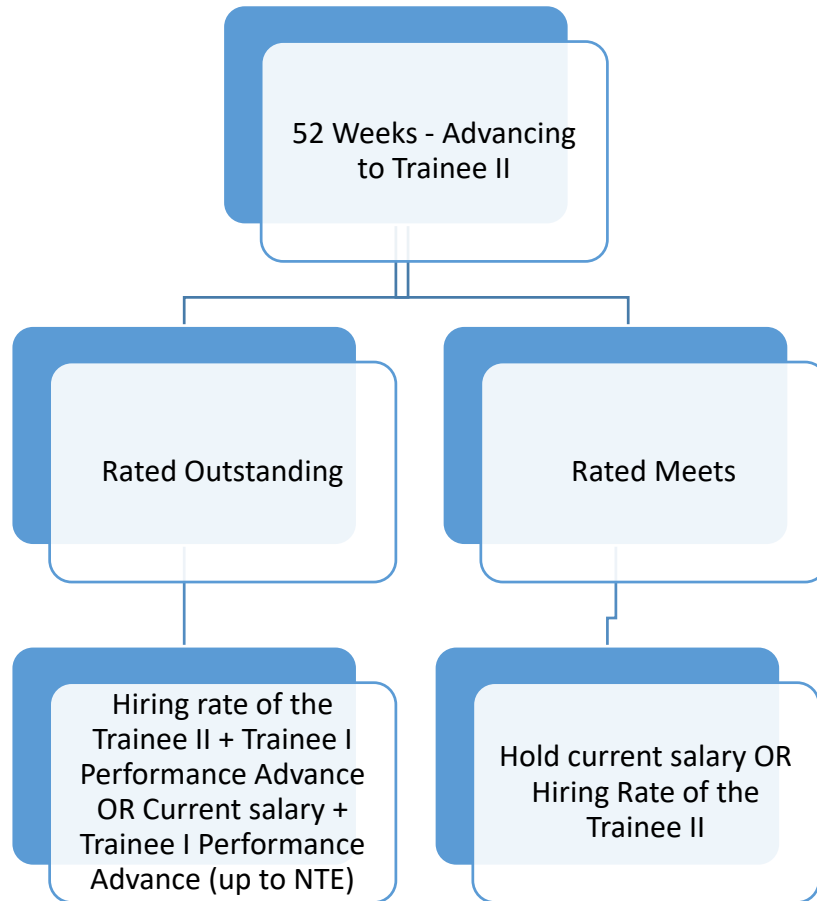 52 Weeks - Advancing
to Trainee II
Rated Outstanding
Rated Meets
Hiring rate of the
Trainee II + Trainee I
Performance Advance
OR Current salary +
Trainee I Performance
Advance (up to NTE)
Hold current salary OR
Hiring Rate of the
Trainee II